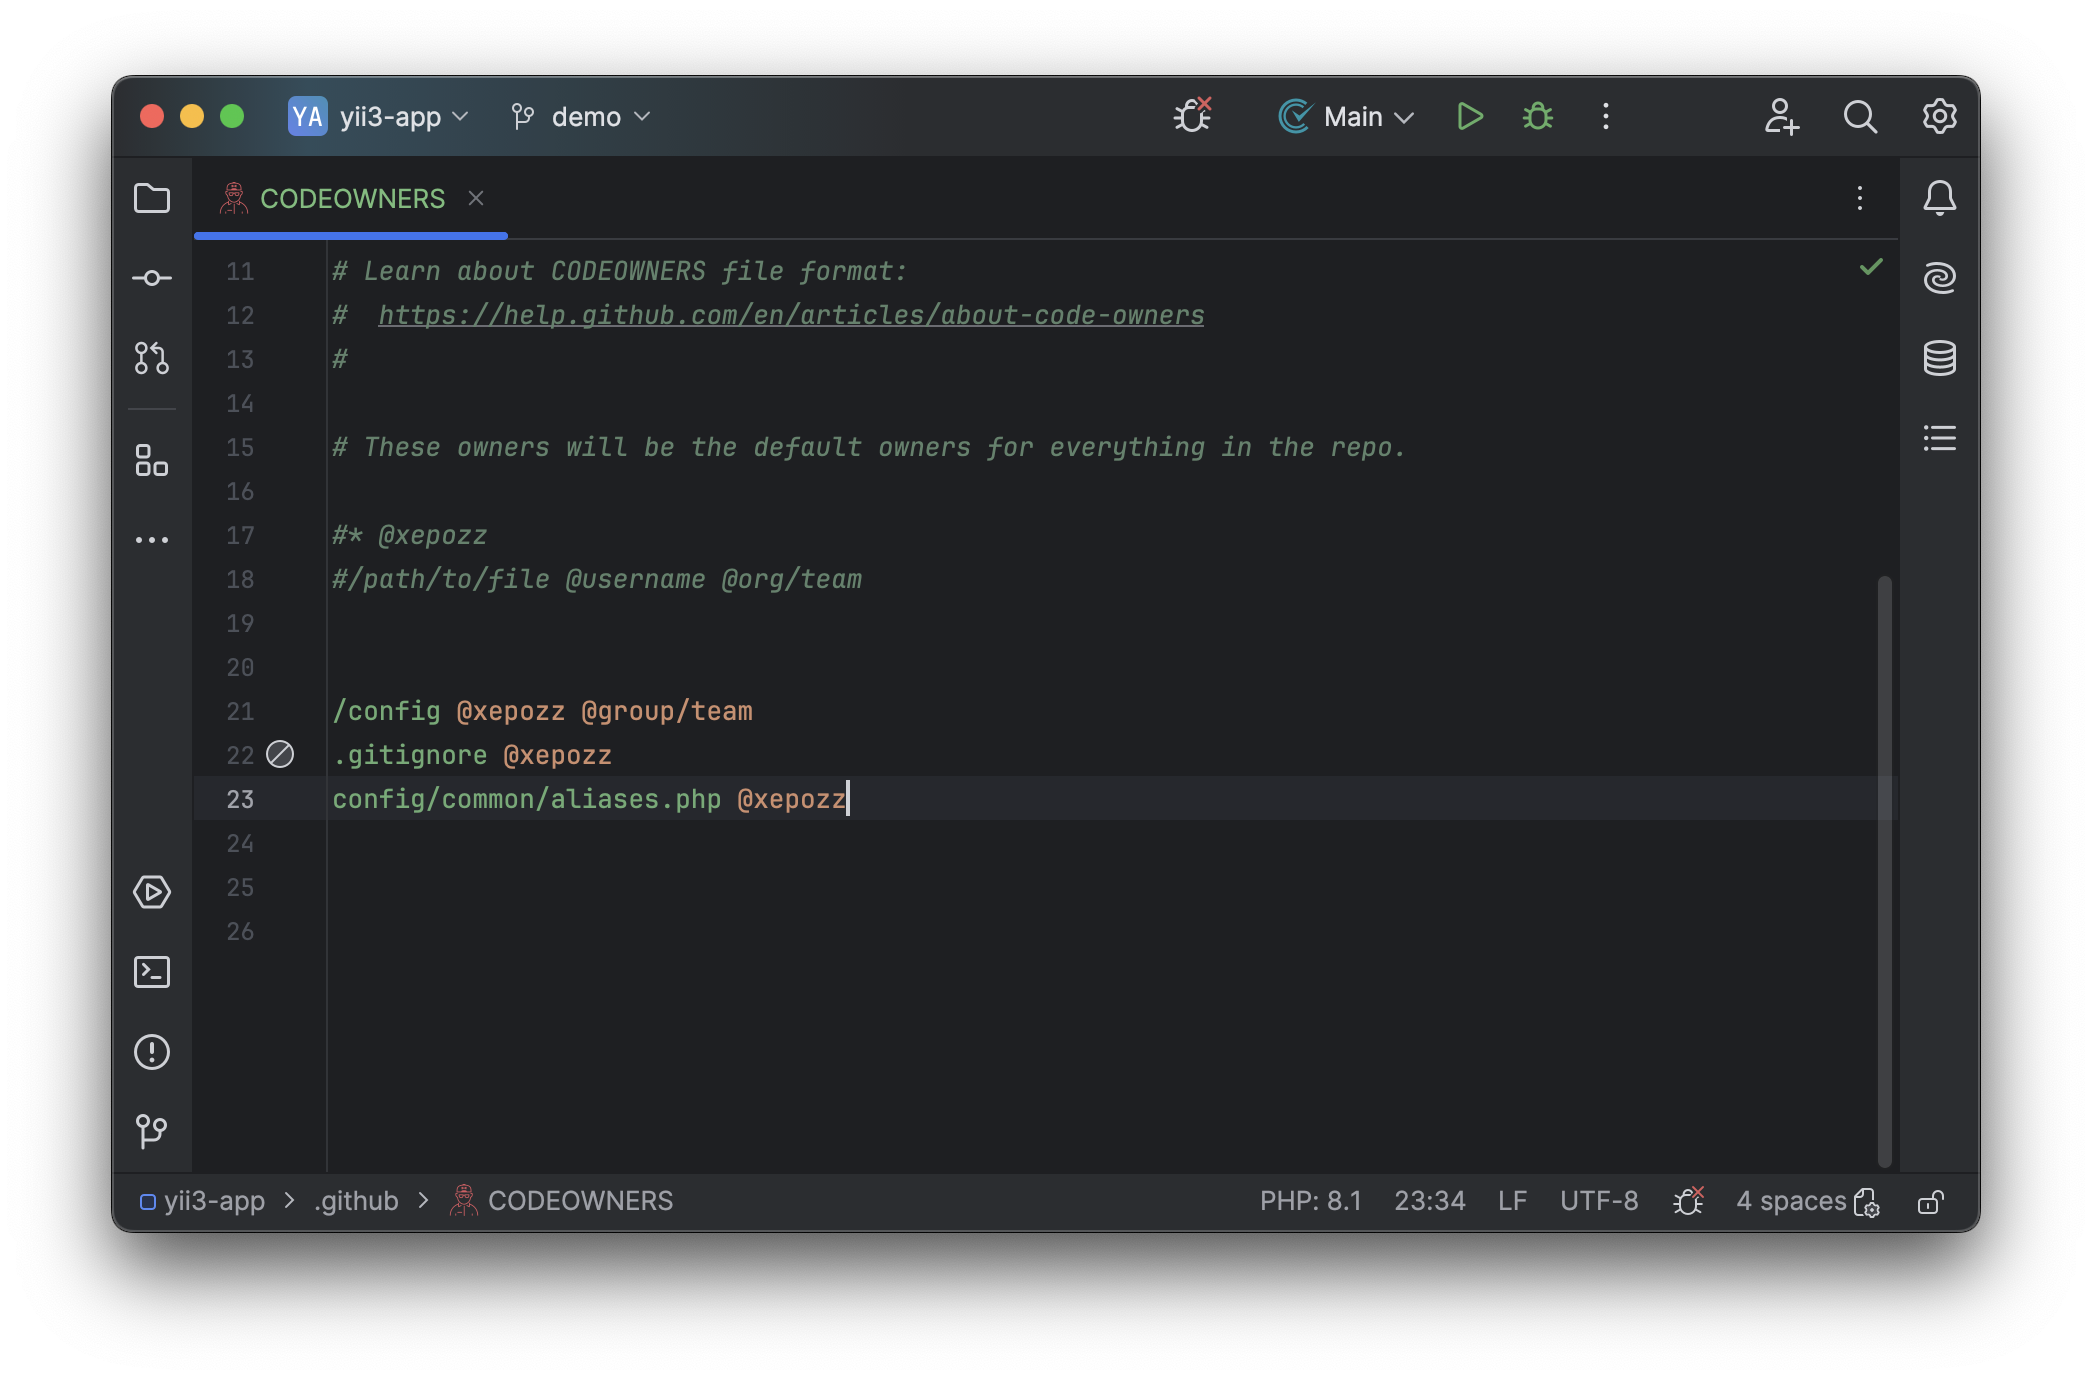 YA yii3-app demo Main
CODEOWNERS
11 # Learn about CODEOWNERS file format:
12 #  https://help.github.com/en/articles/about-code-owners
13 #
14
15 # These owners will be the default owners for everything in the repo.
16
17 #* @xepozz
18 #/path/to/file @username @org/team
19
20
21 /config @xepozz @group/team
22 .gitignore @xepozz
23 config/common/aliases.php @xepozz
24
25
26
yii3-app > .github > CODEOWNERS PHP: 8.1 23:34 LF UTF-8 4 spaces